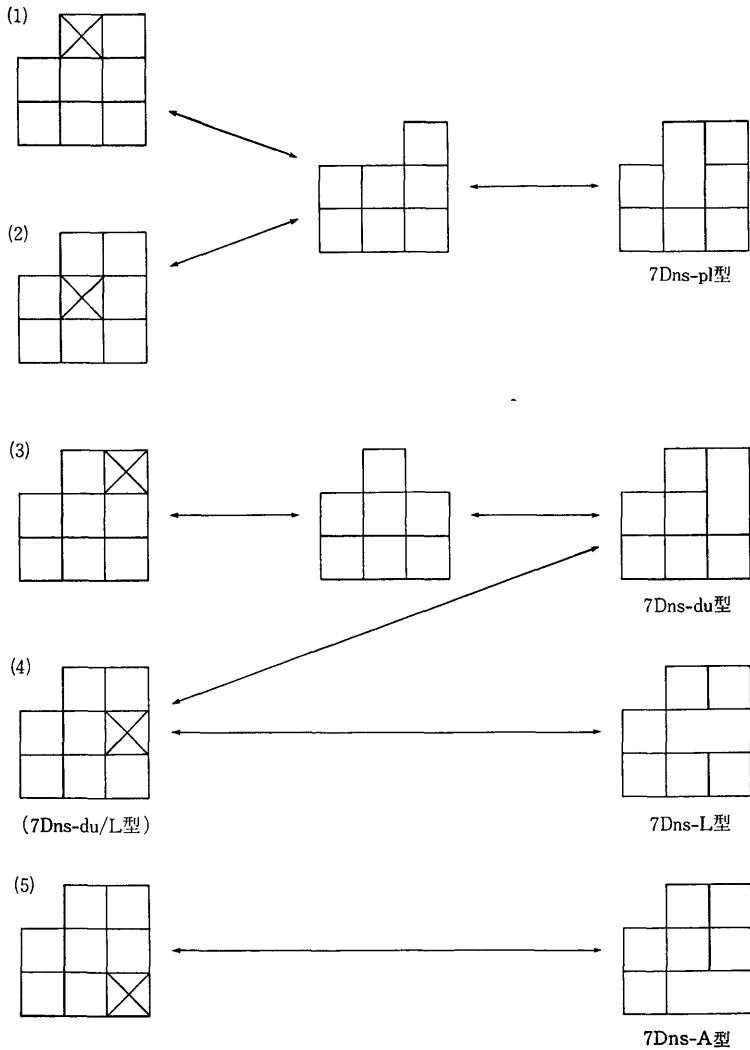 (1)
(2)
7Dns-pl型
(3)
7Dns-du型
(4)
(7Dns-du/L型)
7Dns-L型
(5)
7Dns-A型